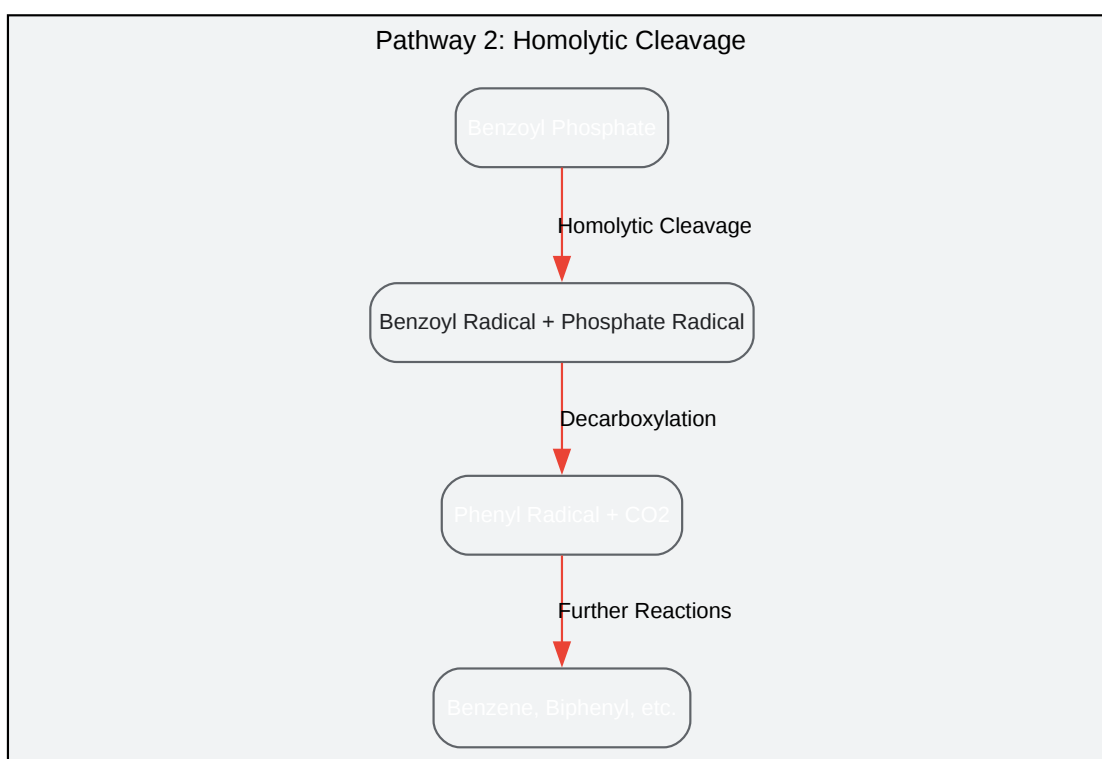 Pathway 2: Homolytic Cleavage
Benzoyl Phosphate
Homolytic Cleavage
Benzoyl Radical + Phosphate Radical
Decarboxylation
Phenyl Radical + CO2
Further Reactions
Benzene, Biphenyl, etc.